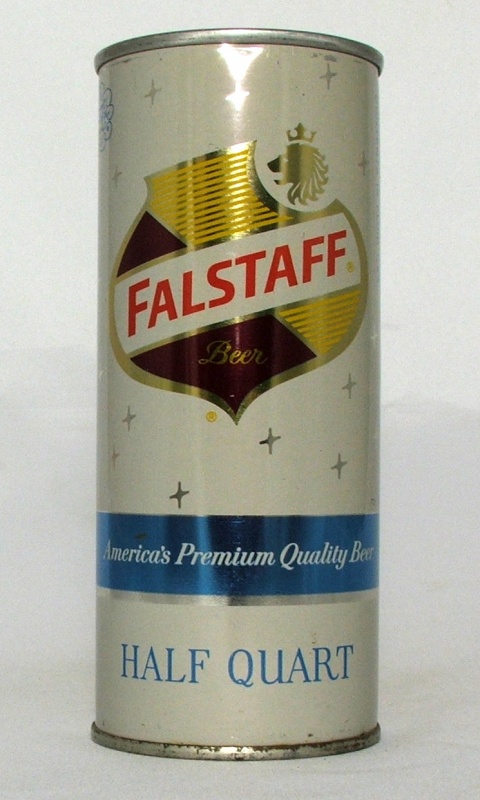 FALSTAFF®
Beer
®
America's Premium Quality Beer
HALF QUART